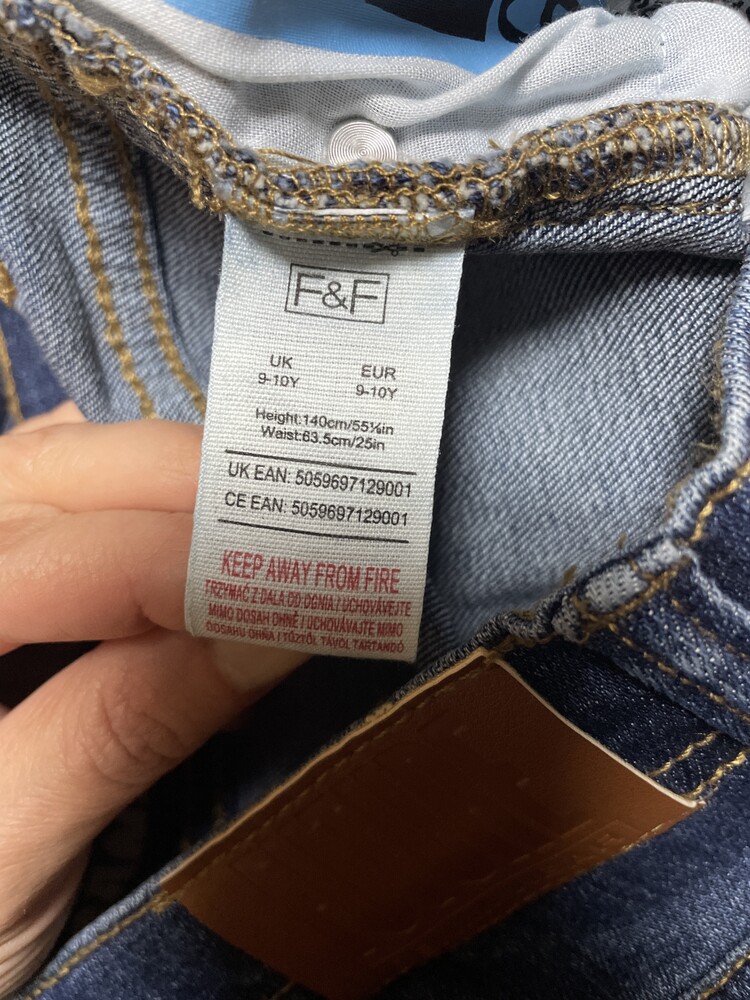 F&F
UK
9-10Y
EUR
9-10Y
Height:140cm/55⅛in
Waist:63.5cm/25in
UK EAN: 5059697129001
CE EAN: 5059697129001
KEEP AWAY FROM FIRE
TRZYMAĆ Z DALA OD OGNIA / UCHOVÁVEJTE
MIMO DOSAH OHNĚ / UCHOVÁVAJTE MIMO
DOSAHU OHŇA / TŰZTŐL TÁVOL TARTANDÓ